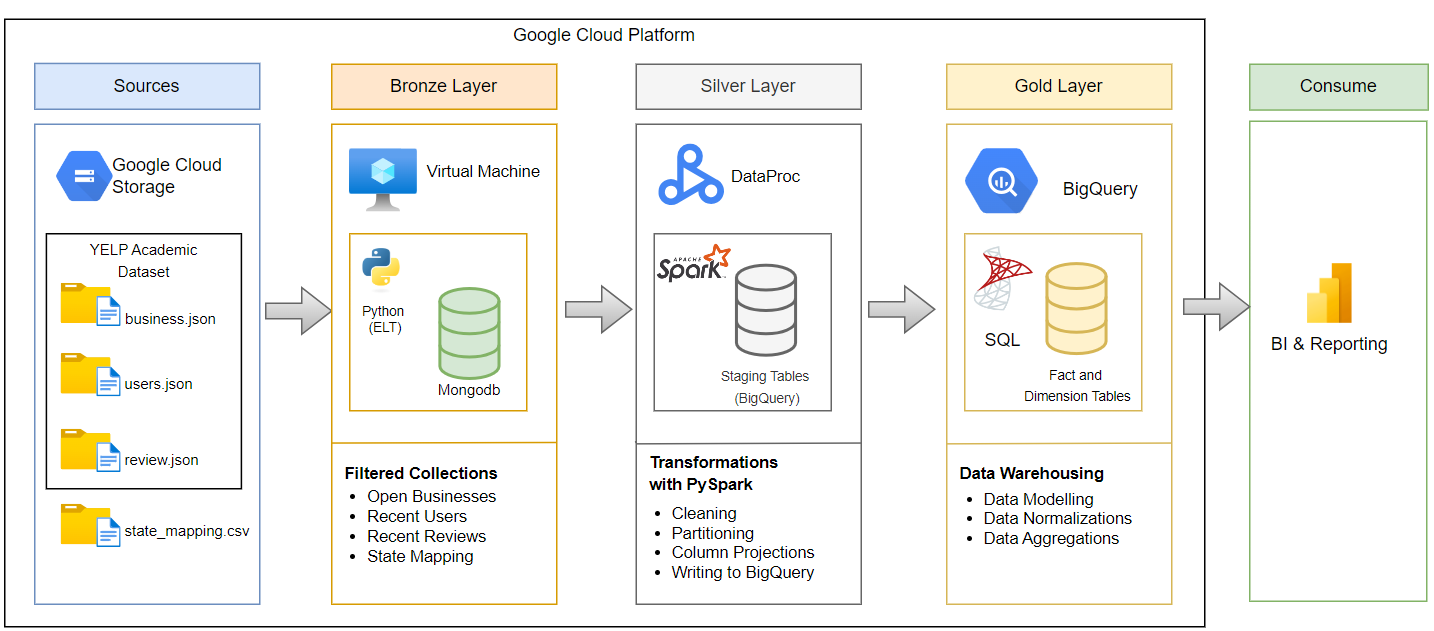 Google Cloud Platform
Sources
Bronze Layer
Silver Layer
Gold Layer
Consume
Google Cloud
Storage
YELP Academic
Dataset
business.json
users.json
review.json
state_mapping.csv
Virtual Machine
Python
(ELT)
Mongodb
Filtered Collections
• Open Businesses
• Recent Users
• Recent Reviews
• State Mapping
DataProc
APACHE
Spark
Staging Tables
(BigQuery)
Transformations
with PySpark
• Cleaning
• Partitioning
• Column Projections
• Writing to BigQuery
BigQuery
SQL
Fact and
Dimension Tables
Data Warehousing
• Data Modelling
• Data Normalizations
• Data Aggregations
BI & Reporting